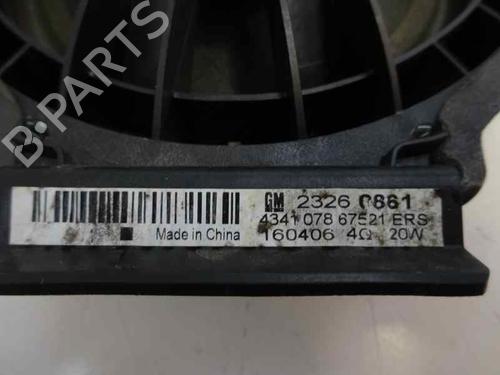 B-PARTS
GM 2326 0861
4341 078 67521 ERS
Made in China 160406 4Ω 20W